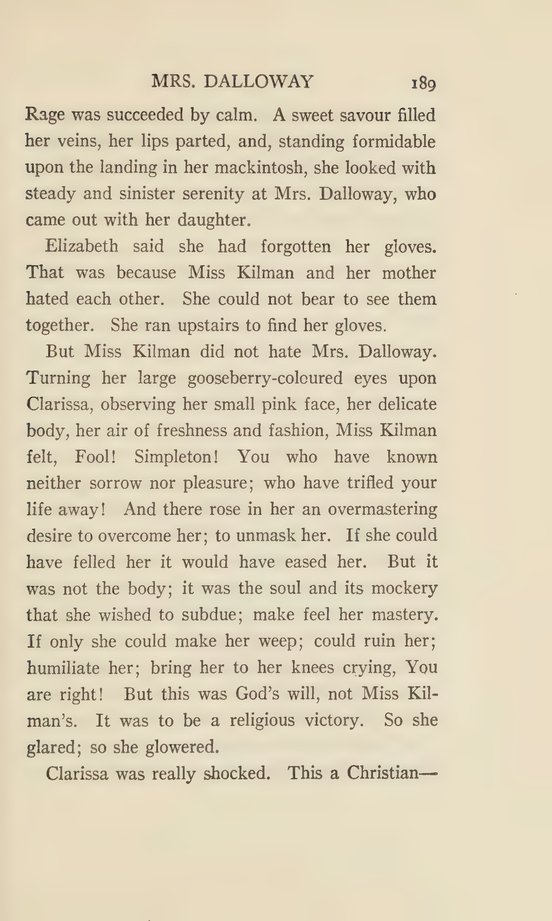 MRS. DALLOWAY 189
Rage was succeeded by calm. A sweet savour filled
her veins, her lips parted, and, standing formidable
upon the landing in her mackintosh, she looked with
steady and sinister serenity at Mrs. Dalloway, who
came out with her daughter.
Elizabeth said she had forgotten her gloves.
That was because Miss Kilman and her mother
hated each other. She could not bear to see them
together. She ran upstairs to find her gloves.
But Miss Kilman did not hate Mrs. Dalloway.
Turning her large gooseberry-coloured eyes upon
Clarissa, observing her small pink face, her delicate
body, her air of freshness and fashion, Miss Kilman
felt, Fool! Simpleton! You who have known
neither sorrow nor pleasure; who have trifled your
life away! And there rose in her an overmastering
desire to overcome her; to unmask her. If she could
have felled her it would have eased her. But it
was not the body; it was the soul and its mockery
that she wished to subdue; make feel her mastery.
If only she could make her weep; could ruin her;
humiliate her; bring her to her knees crying, You
are right! But this was God's will, not Miss Kil-
man's. It was to be a religious victory. So she
glared; so she glowered.
Clarissa was really shocked. This a Christian—